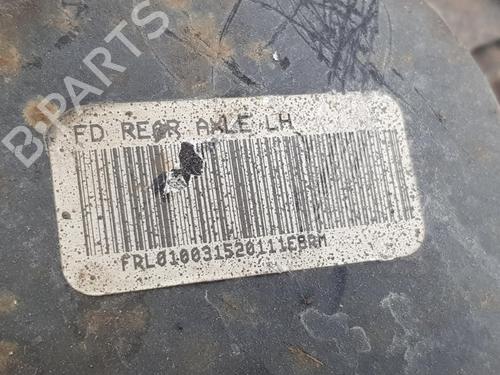 B-PARTS
FD REAR AXLE LH
FRL010031520111EBRM